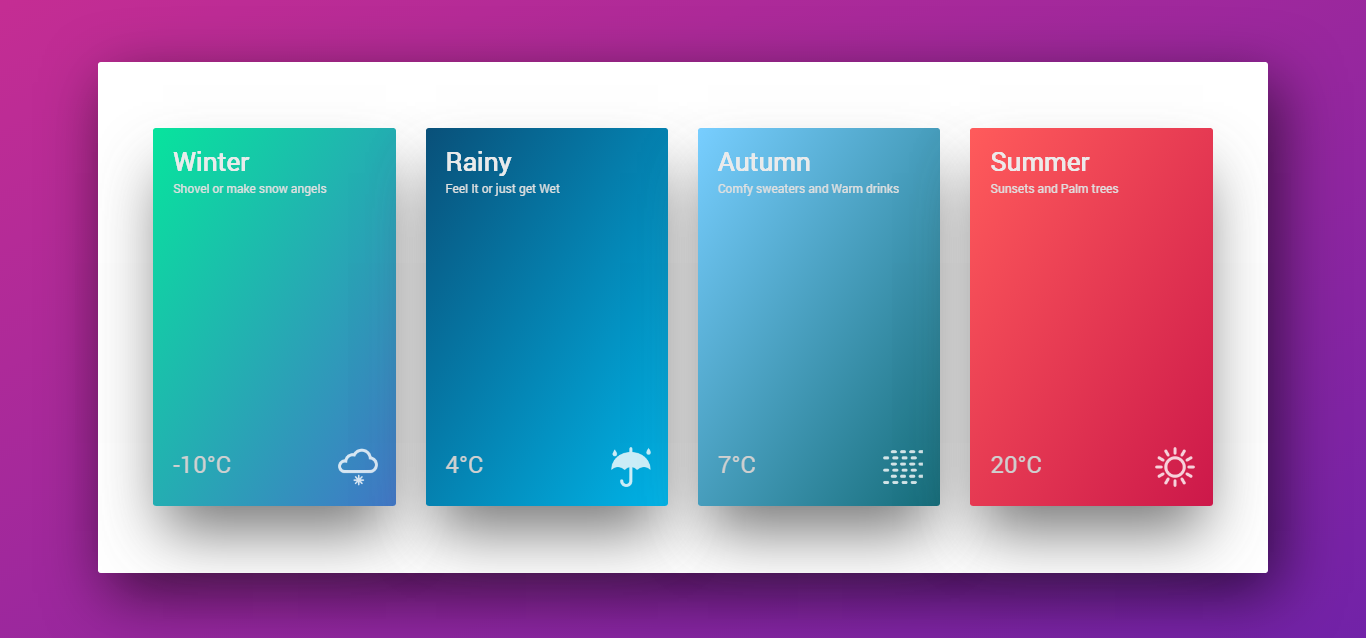 Winter
Shovel or make snow angels
-10°C
Rainy
Feel It or just get Wet
4°C
Autumn
Comfy sweaters and Warm drinks
7°C
Summer
Sunsets and Palm trees
20°C